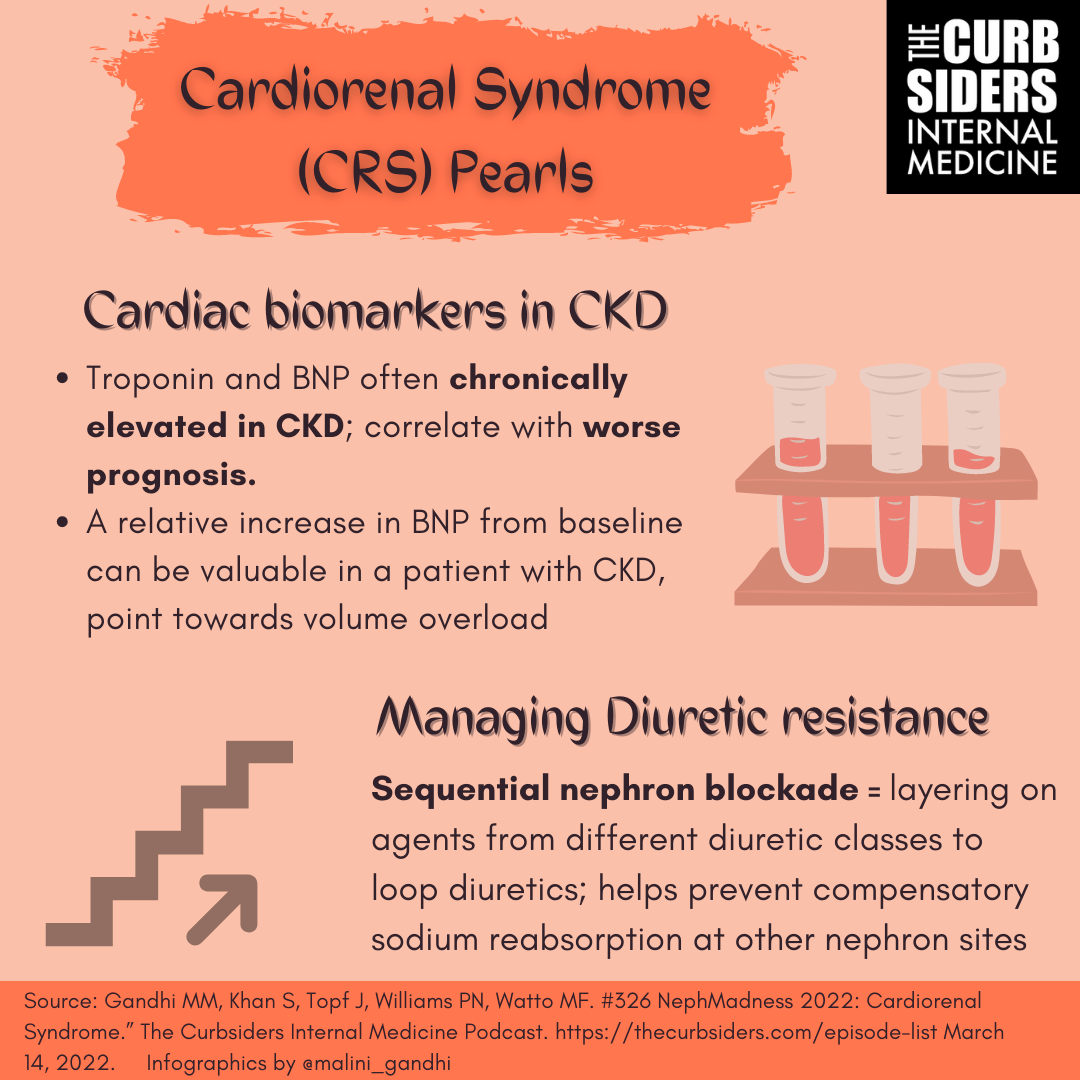 Cardiorenal Syndrome
(CRS) Pearls
THE CURB
SIDERS
INTERNAL
MEDICINE
Cardiac biomarkers in CKD
• Troponin and BNP often chronically
elevated in CKD; correlate with worse
prognosis.
• A relative increase in BNP from baseline
can be valuable in a patient with CKD,
point towards volume overload
Managing Diuretic resistance
Sequential nephron blockade = layering on
agents from different diuretic classes to
loop diuretics; helps prevent compensatory
sodium reabsorption at other nephron sites
Source: Gandhi MM, Khan S, Topf J, Williams PN, Watto MF. #326 NephMadness 2022: Cardiorenal
Syndrome.” The Curbsiders Internal Medicine Podcast. https://thecurbsiders.com/episode-list March
14, 2022. Infographics by @malini_gandhi